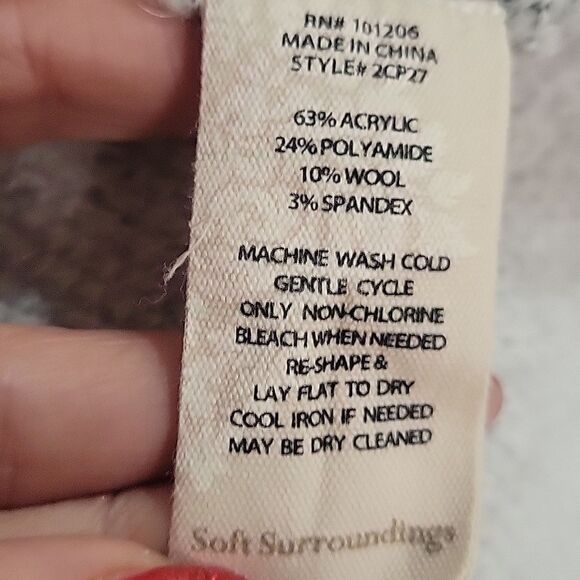 RN# 101206
MADE IN CHINA
STYLE# 2CP27
63% ACRYLIC
24% POLYAMIDE
10% WOOL
3% SPANDEX
MACHINE WASH COLD
GENTLE CYCLE
ONLY NON-CHLORINE
BLEACH WHEN NEEDED
RE-SHAPE &
LAY FLAT TO DRY
COOL IRON IF NEEDED
MAY BE DRY CLEANED
Soft Surroundings